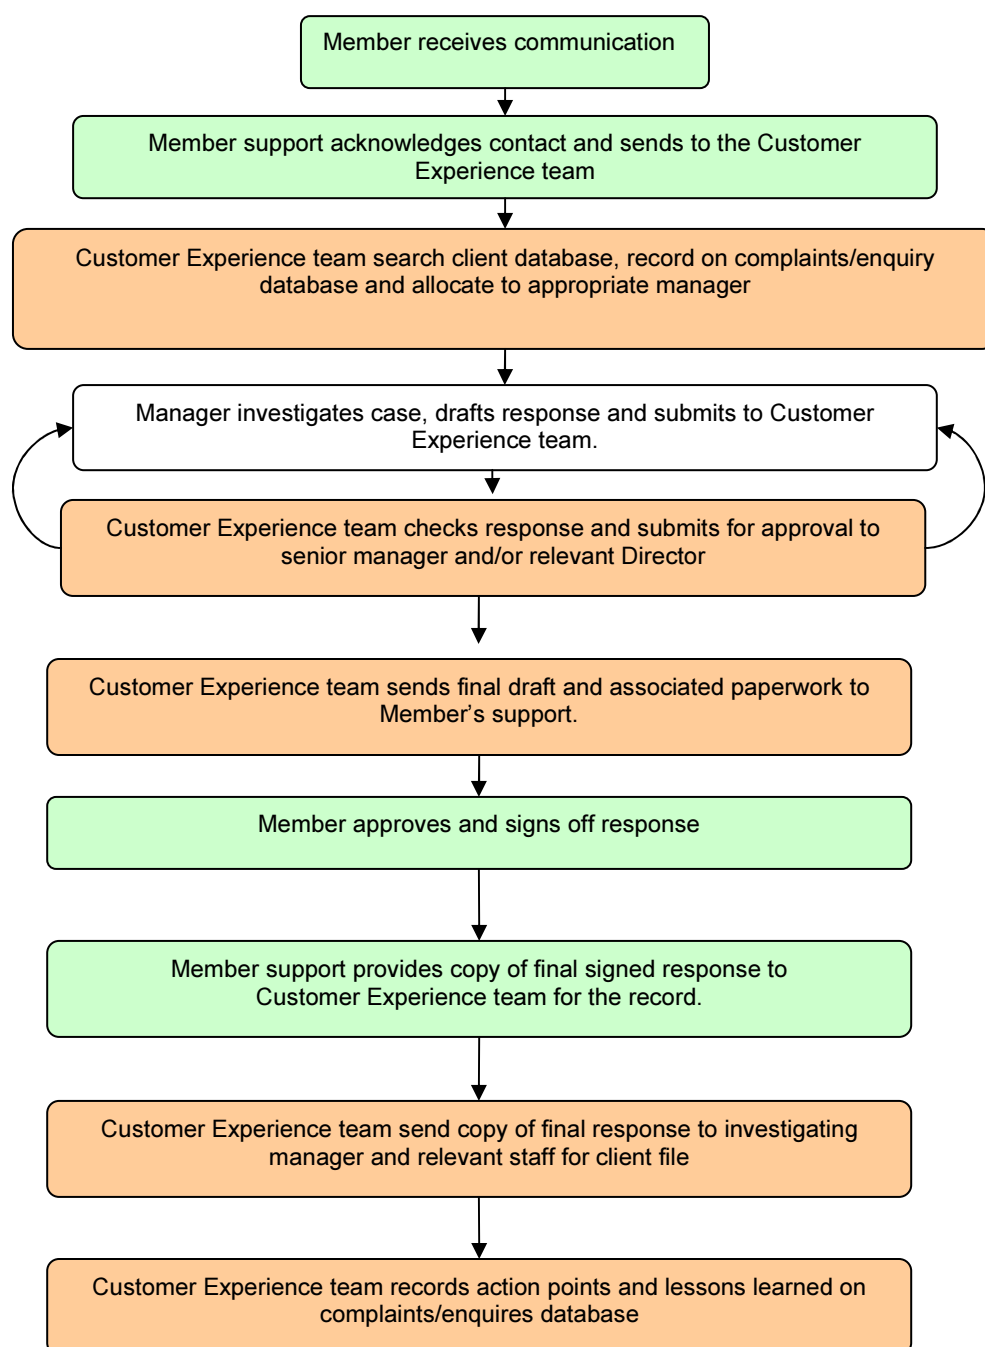 Member receives communication
Member support acknowledges contact and sends to the Customer
Experience team
Customer Experience team search client database, record on complaints/enquiry
database and allocate to appropriate manager
Manager investigates case, drafts response and submits to Customer
Experience team.
Customer Experience team checks response and submits for approval to
senior manager and/or relevant Director
Customer Experience team sends final draft and associated paperwork to
Member’s support.
Member approves and signs off response
Member support provides copy of final signed response to
Customer Experience team for the record.
Customer Experience team send copy of final response to investigating
manager and relevant staff for client file
Customer Experience team records action points and lessons learned on
complaints/enquires database